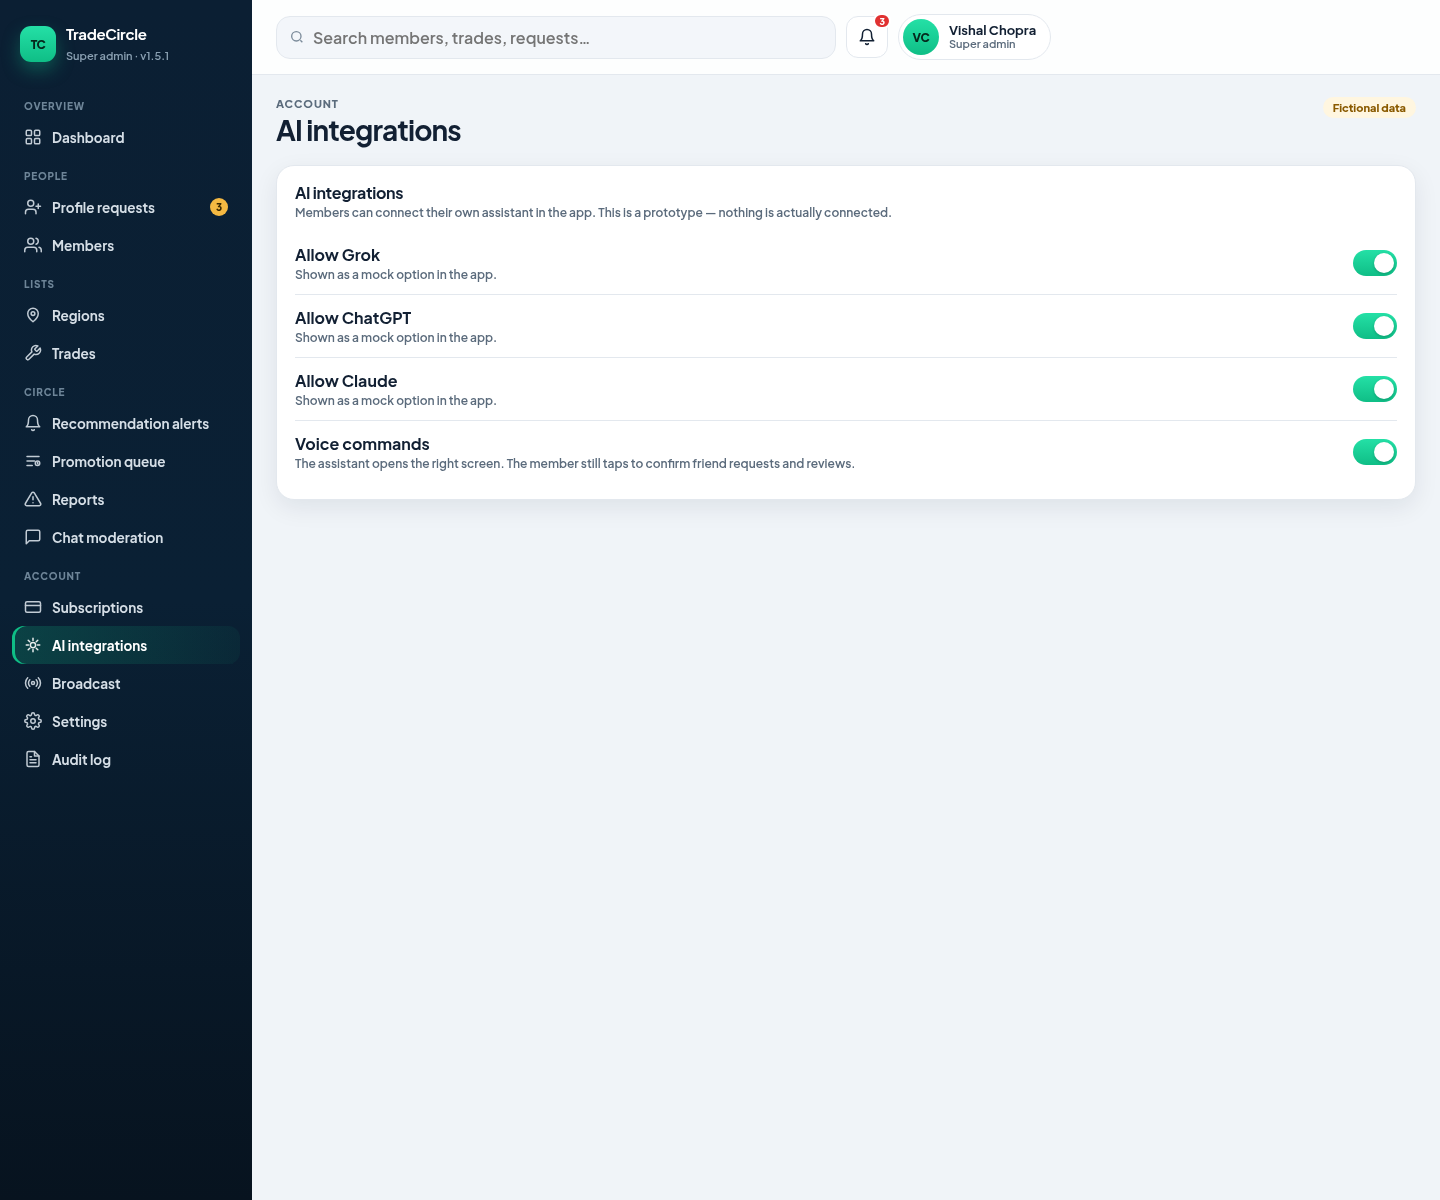 TC
TradeCircle
Super admin · v1.5.1
OVERVIEW
Dashboard
PEOPLE
Profile requests
3
Members
LISTS
Regions
Trades
CIRCLE
Recommendation alerts
Promotion queue
Reports
Chat moderation
ACCOUNT
Subscriptions
AI integrations
Broadcast
Settings
Audit log
Search members, trades, requests…
3
VC
Vishal Chopra
Super admin
ACCOUNT
AI integrations
Fictional data
AI integrations
Members can connect their own assistant in the app. This is a prototype — nothing is actually connected.
Allow Grok
Shown as a mock option in the app.
Allow ChatGPT
Shown as a mock option in the app.
Allow Claude
Shown as a mock option in the app.
Voice commands
The assistant opens the right screen. The member still taps to confirm friend requests and reviews.